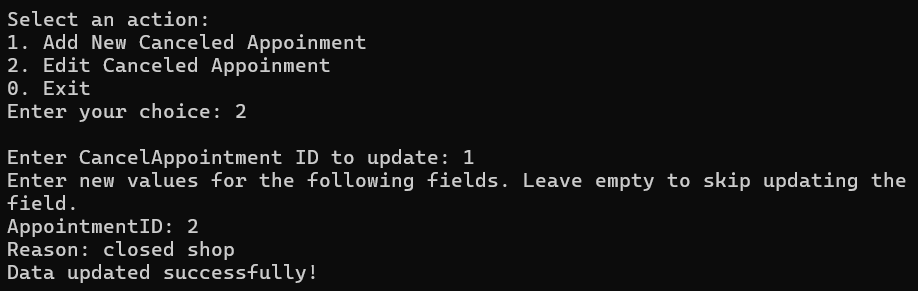 Select an action:
1. Add New Canceled Appoinment
2. Edit Canceled Appoinment
0. Exit
Enter your choice: 2
Enter CancelAppointment ID to update: 1
Enter new values for the following fields. Leave empty to skip updating the
field.
AppointmentID: 2
Reason: closed shop
Data updated successfully!